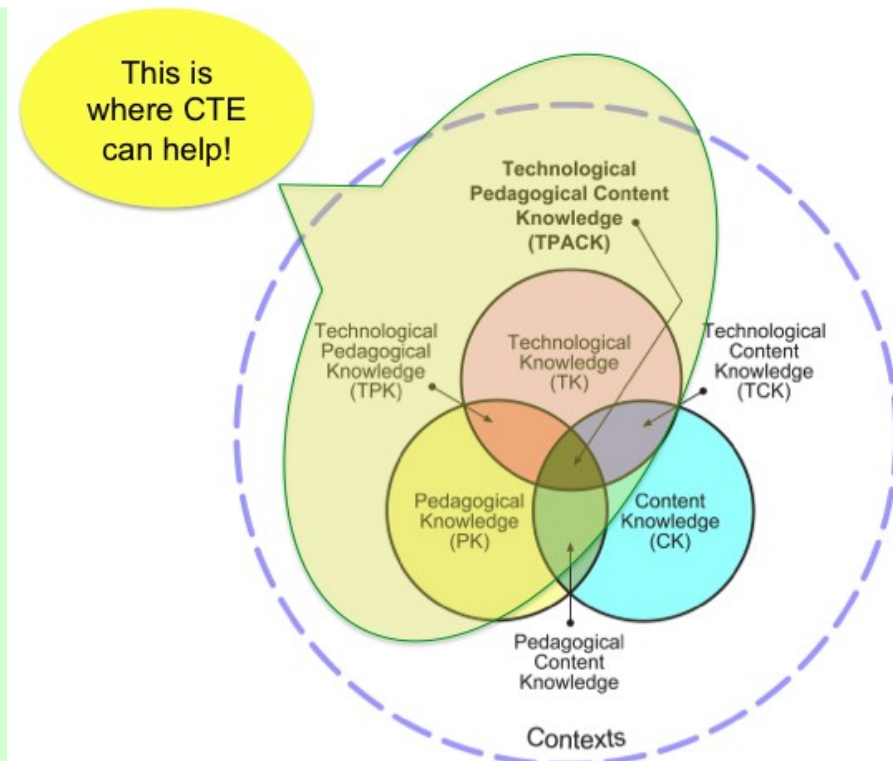 This is
where CTE
can help!
Technological
Pedagogical Content
Knowledge
(TPACK)
Technological
Pedagogical
Knowledge
(TPK)
Technological
Knowledge
(TK)
Technological
Content
Knowledge
(TCK)
Pedagogical
Knowledge
(PK)
Content
Knowledge
(CK)
Pedagogical
Content
Knowledge
Contexts